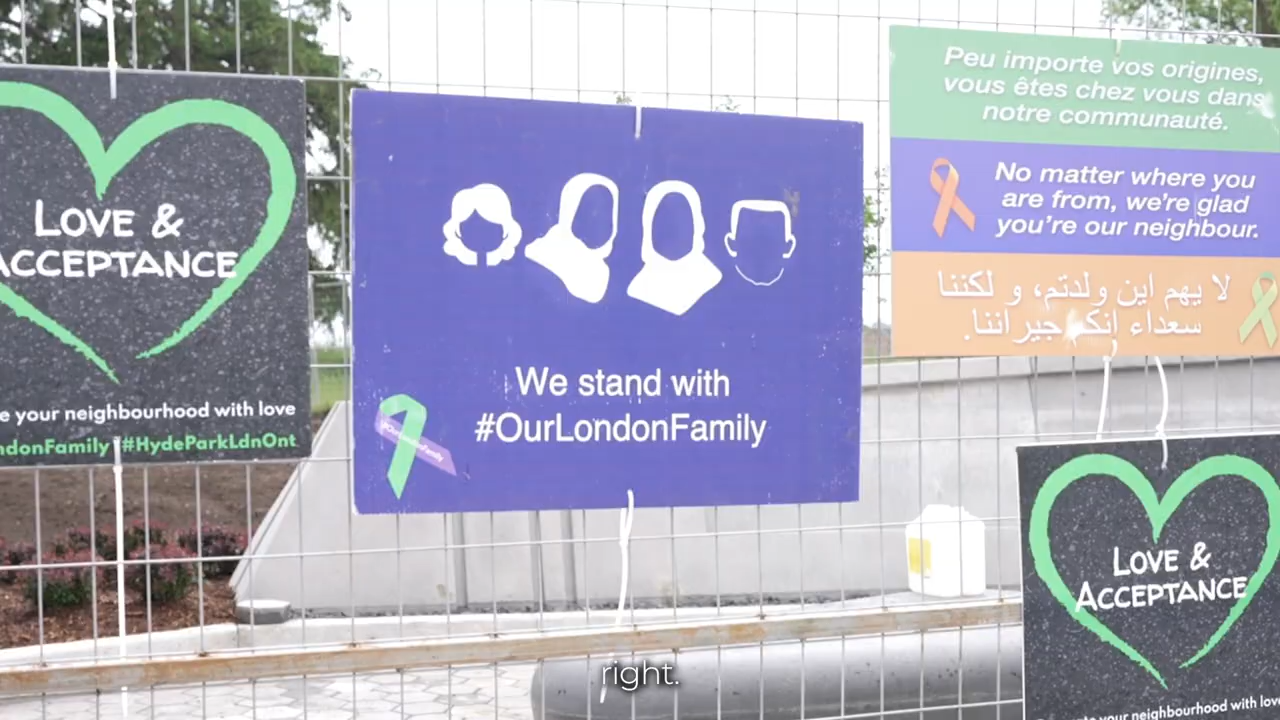 LOVE &
ACCEPTANCE
your neighbourhood with love
#HydeParkLdnOnt
We stand with
#OurLondonFamily
Peu importe vos origines,
vous êtes chez vous dans
notre communauté.
No matter where you
are from, we're glad
you're our neighbour.
لا يهم اين ولدتم، و لكننا
سعداء انكم جيراننا.
LOVE &
ACCEPTANCE
your neighbourhood with love
right.